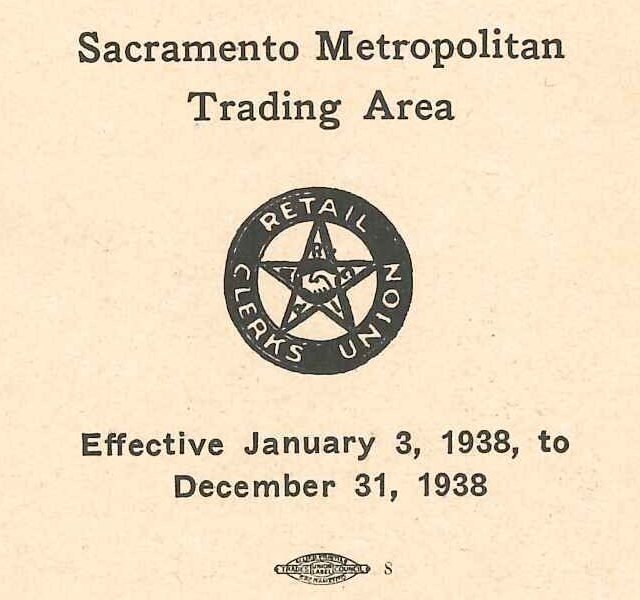 Sacramento Metropolitan
Trading Area
RETAIL
CLERKS UNION
Effective January 3, 1938, to
December 31, 1938
TRADES UNION LABEL COUNCIL
8